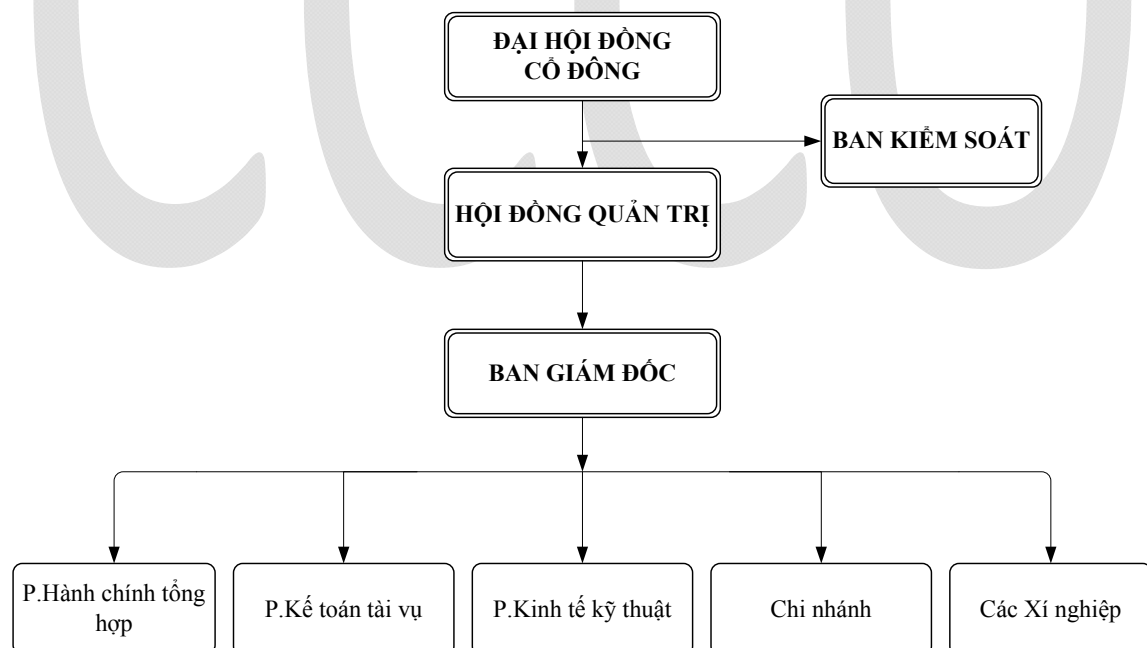 ĐẠI HỘI ĐỒNG
CỔ ĐÔNG
BAN KIỂM SOÁT
HỘI ĐỒNG QUẢN TRỊ
BAN GIÁM ĐỐC
P.Hành chính tổng
hợp
P.Kế toán tài vụ
P.Kinh tế kỹ thuật
Chi nhánh
Các Xí nghiệp